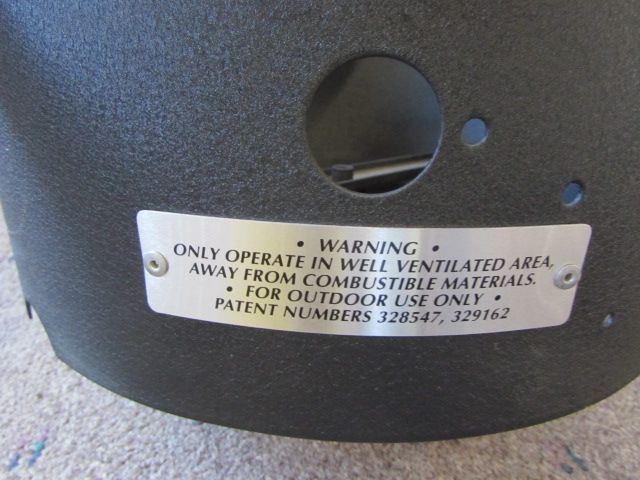 • WARNING •
ONLY OPERATE IN WELL VENTILATED AREA,
AWAY FROM COMBUSTIBLE MATERIALS.
• FOR OUTDOOR USE ONLY •
PATENT NUMBERS 328547, 329162